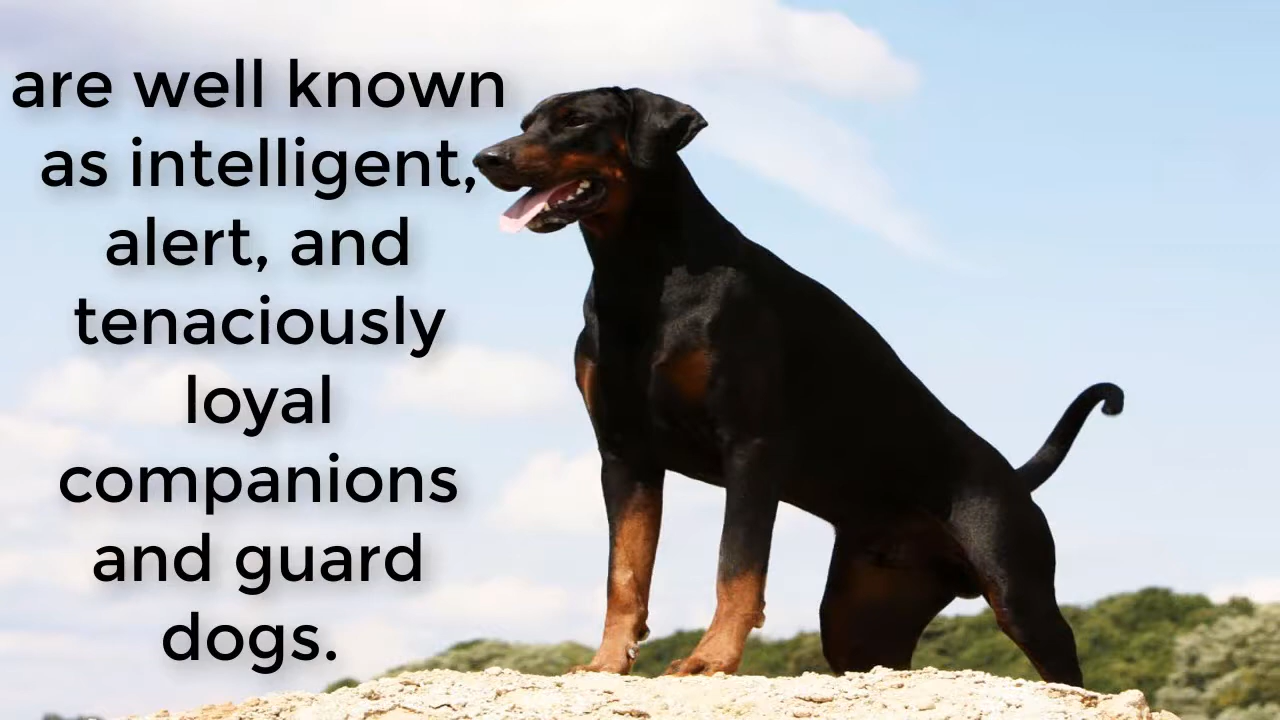 are well known
as intelligent,
alert, and
tenaciously
loyal
companions
and guard
dogs.